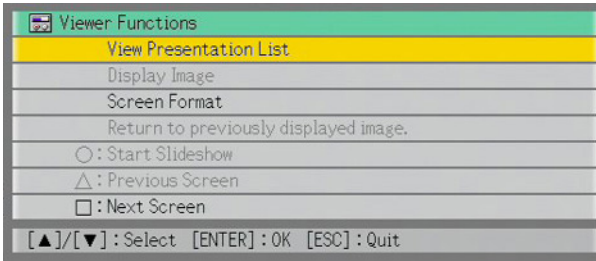 Viewer Functions
View Presentation List
Display Image
Screen Format
Return to previously displayed image.
○:Start Slideshow
△:Previous Screen
□:Next Screen
[▲]/[▼]:Select [ENTER]:OK [ESC]:Quit